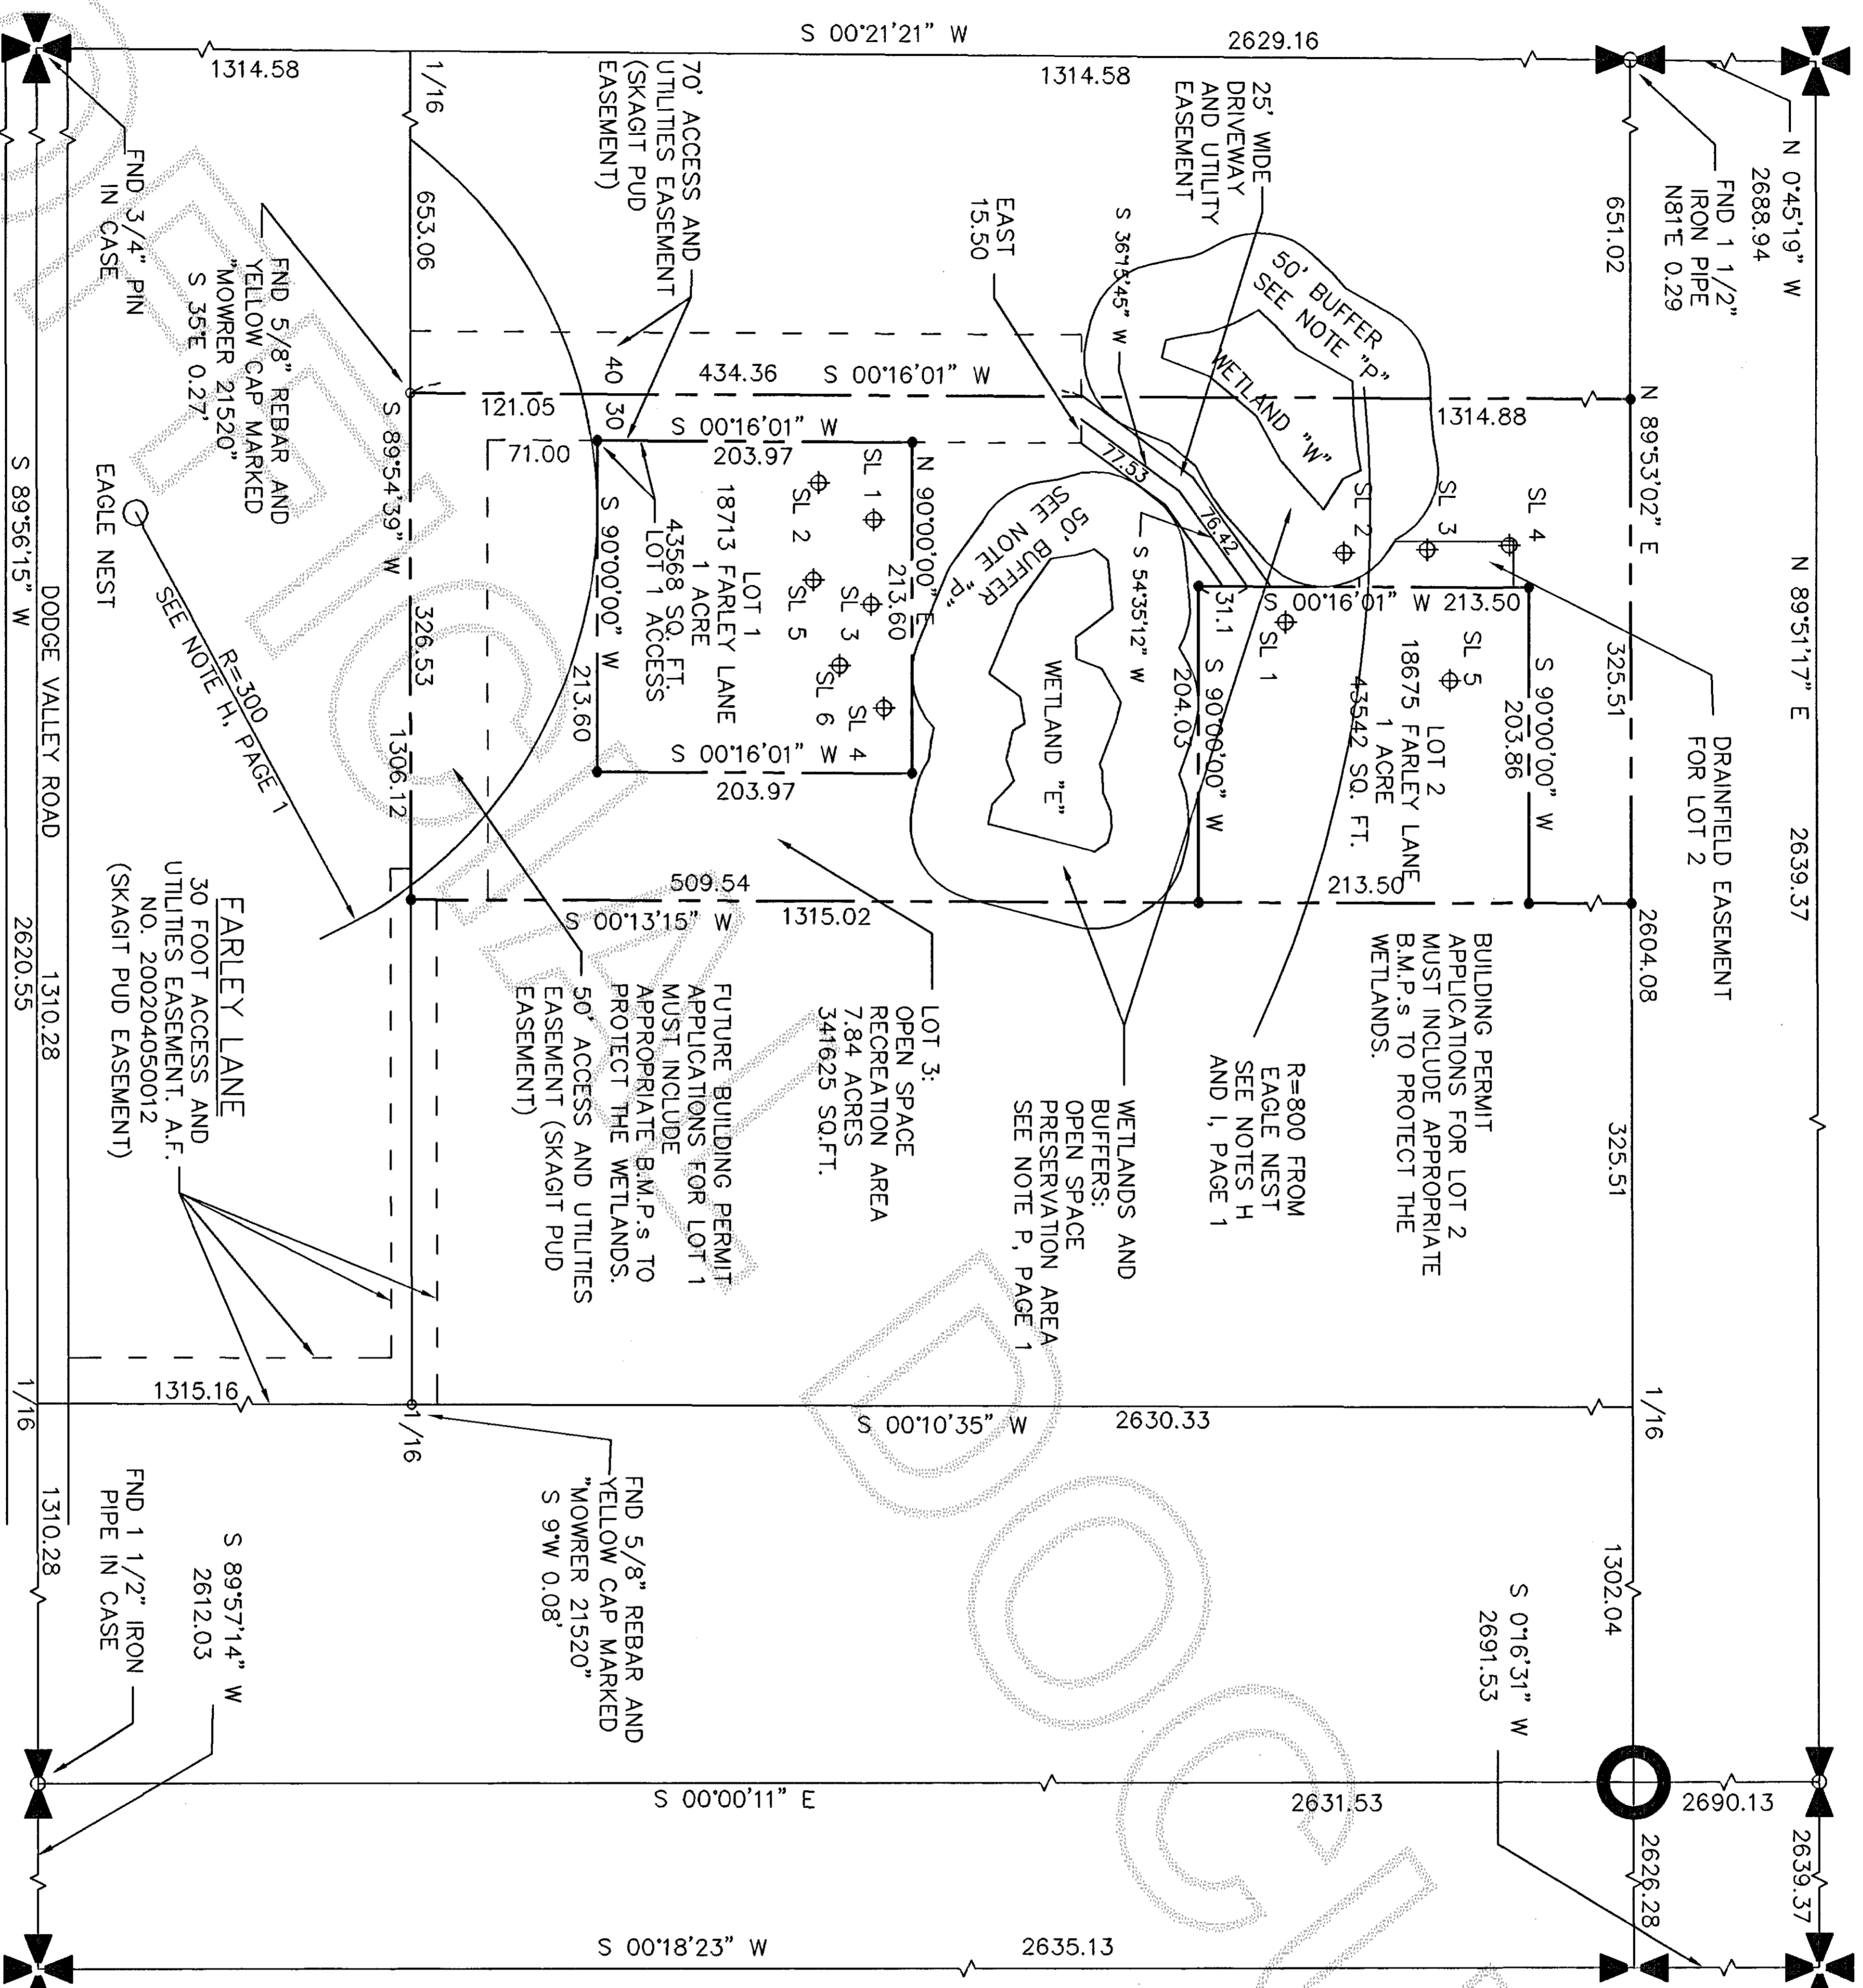 N 0°45'19" W
2688.94
FND 1 1/2"
IRON PIPE
N81°E 0.29
N 89°51'17" E
2639.37
2639.37
651.02
N 89°53'02" E
325.51
2604.08
325.51
1/16
1302.04
2626.28
2690.13
S 0°16'31" W
2691.53
S 00°21'21" W
2629.16
1314.58
1314.58
25' WIDE
DRIVEWAY
AND UTILITY
EASEMENT
50' BUFFER
SEE NOTE "P"
WETLAND "W"
1314.88
S 36°15'45" W
EAST
15.50
77.53
76.42
S 54°35'12" W
SL 4
SL 3
SL 2
SL 1
SL 5
DRAINFIELD EASEMENT
FOR LOT 2
S 90°00'00" W
203.86
LOT 2
18675 FARLEY LANE
1 ACRE
43542 SQ. FT.
S 00°16'01" W 213.50
31.1
S 90°00'00" W
204.03
213.50
BUILDING PERMIT
APPLICATIONS FOR LOT 2
MUST INCLUDE APPROPRIATE
B.M.P.s TO PROTECT THE
WETLANDS.
R=800 FROM
EAGLE NEST
SEE NOTES H
AND I, PAGE 1
WETLANDS AND
BUFFERS:
OPEN SPACE
PRESERVATION AREA
SEE NOTE P, PAGE 1
WETLAND "E"
50' BUFFER
SEE NOTE "P"
70' ACCESS AND
UTILITIES EASEMENT
(SKAGIT PUD
EASEMENT)
434.36
S 00°16'01" W
40
30
121.05
71.00
S 00°16'01" W
203.97
N 90°00'00" E
213.60
SL 1
SL 2
SL 3
SL 4
SL 5
SL 6
LOT 1
18713 FARLEY LANE
1 ACRE
43568 SQ. FT.
LOT 1 ACCESS
S 90°00'00" W
213.60
S 00°16'01" W
203.97
509.54
S 00°13'15" W
1315.02
LOT 3:
OPEN SPACE
RECREATION AREA
7.84 ACRES
341625 SQ.FT.
FUTURE BUILDING PERMIT
APPLICATIONS FOR LOT 1
MUST INCLUDE
APPROPRIATE B.M.P.s TO
PROTECT THE WETLANDS.
50' ACCESS AND UTILITIES
EASEMENT (SKAGIT PUD
EASEMENT)
1/16
653.06
S 89°54'39" W
326.53
1306.12
1/16
FND 5/8" REBAR AND
YELLOW CAP MARKED
"MOWRER 21520"
S 35°E 0.27'
FND 3/4" PIN
IN CASE
EAGLE NEST
R=300
SEE NOTE H, PAGE 1
FARLEY LANE
30 FOOT ACCESS AND
UTILITIES EASEMENT. A.F.
NO. 200204050012
(SKAGIT PUD EASEMENT)
1315.16
S 00°10'35" W
2630.33
FND 5/8" REBAR AND
YELLOW CAP MARKED
"MOWRER 21520"
S 9°W 0.08'
S 00°00'11" E
2631.53
S 00°18'23" W
2635.13
FND 1 1/2" IRON
PIPE IN CASE
S 89°57'14" W
2612.03
DODGE VALLEY ROAD
1310.28
1/16
1310.28
S 89°56'15" W
2620.55